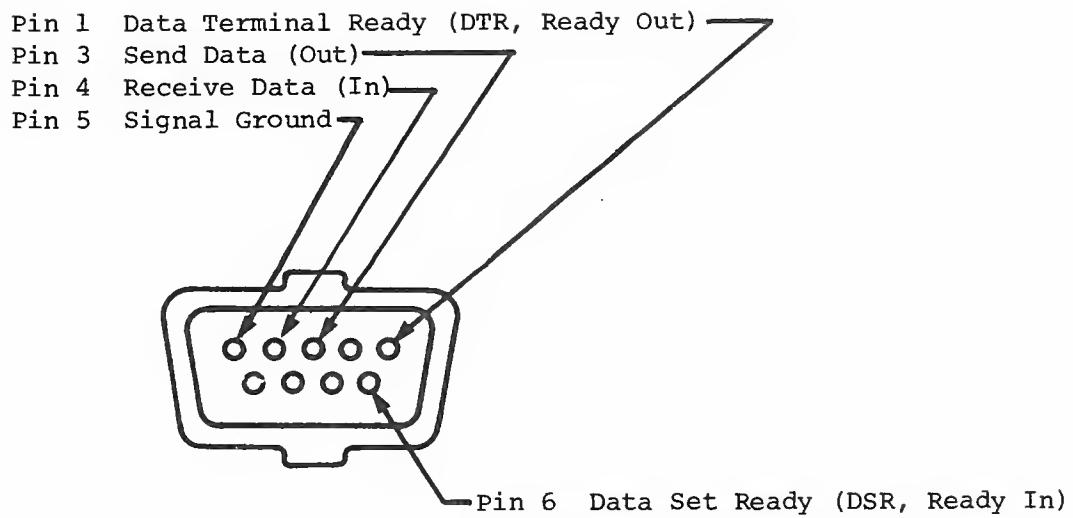 Pin 1 Data Terminal Ready (DTR, Ready Out)
Pin 3 Send Data (Out)
Pin 4 Receive Data (In)
Pin 5 Signal Ground
Pin 6 Data Set Ready (DSR, Ready In)